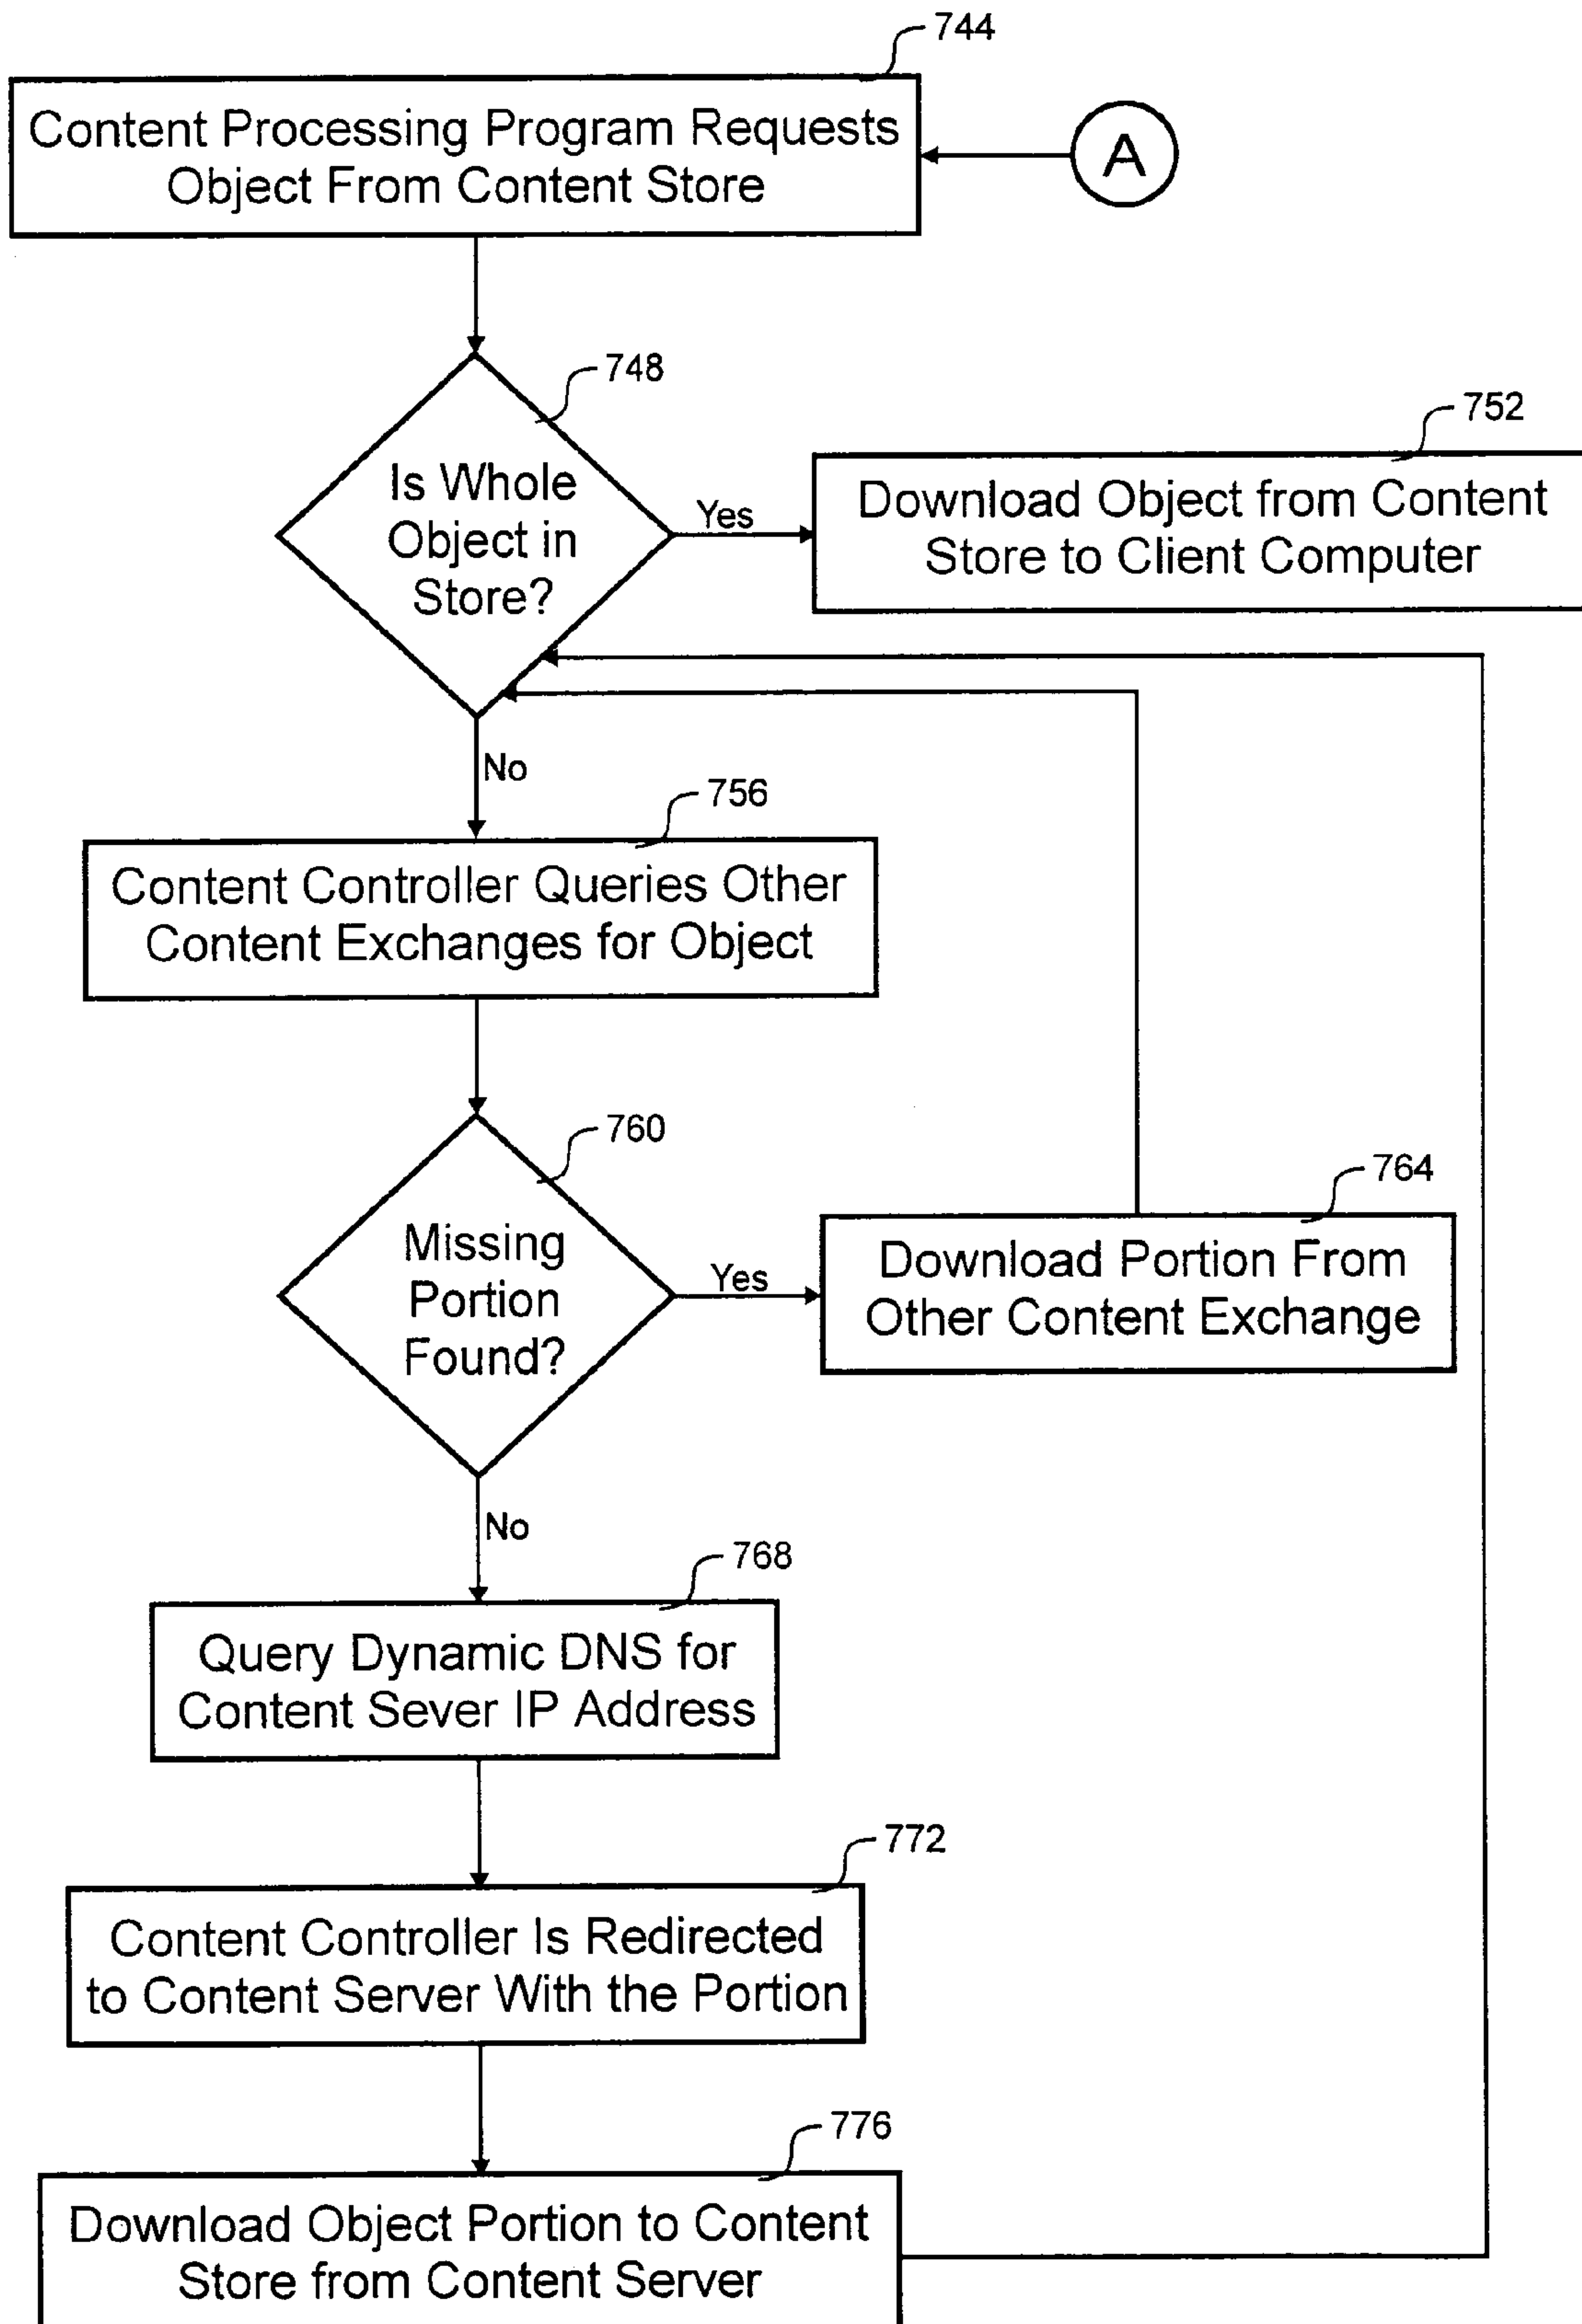 744
Content Processing Program Requests
Object From Content Store
A
748
Is Whole
Object in
Store?
Yes
752
Download Object from Content
Store to Client Computer
No
756
Content Controller Queries Other
Content Exchanges for Object
760
Missing
Portion
Found?
Yes
764
Download Portion From
Other Content Exchange
No
768
Query Dynamic DNS for
Content Sever IP Address
772
Content Controller Is Redirected
to Content Server With the Portion
776
Download Object Portion to Content
Store from Content Server